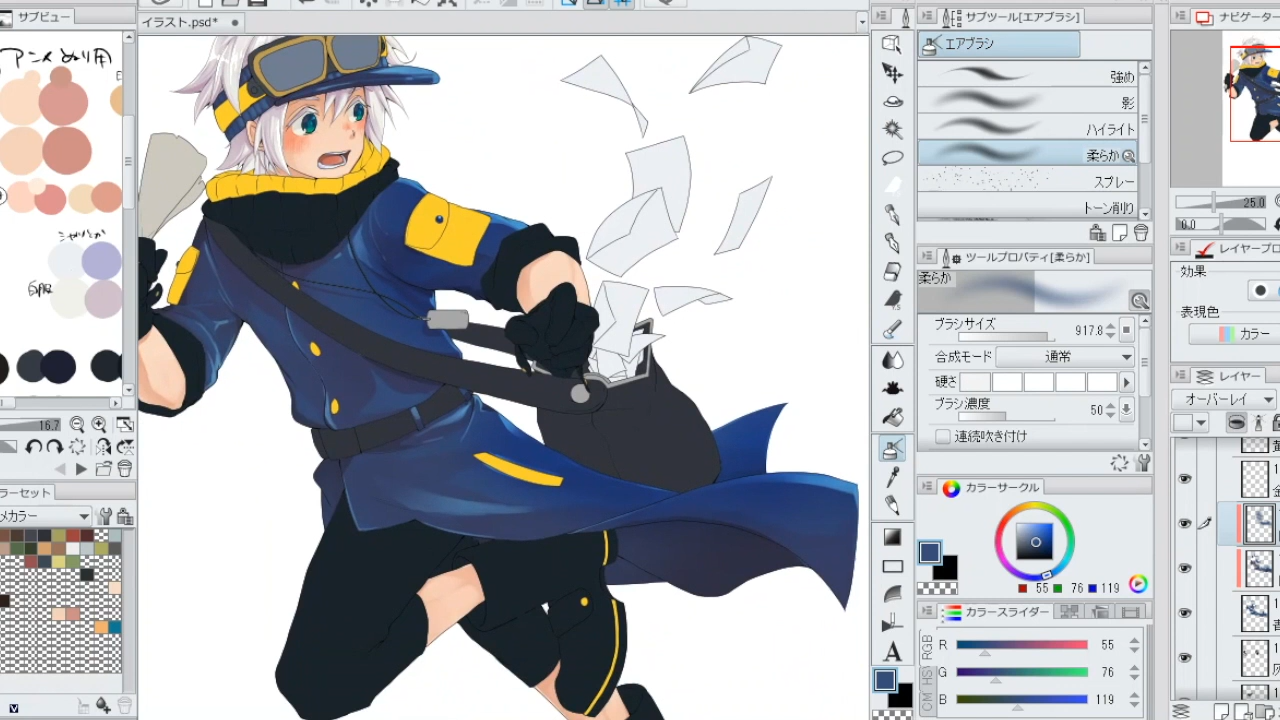 サブビュー
アニメぬり用
イラスト.psd*
サブツール[エアブラシ]
エアブラシ
強め
影
ハイライト
柔らか
スプレー
トーン削り
ツールプロパティ[柔らか]
柔らか
ブラシサイズ 917.8
合成モード 通常
硬さ
ブラシ濃度 50
連続吹き付け
カラーサークル
55 76 119
カラースライダー
RGB
R 55
G 76
B 119
ナビゲーター
25.0
0.0
レイヤープロ
効果
表現色
カラー
レイヤー
オーバーレイ
16.7
ラーセット
メカラー
1.5
A